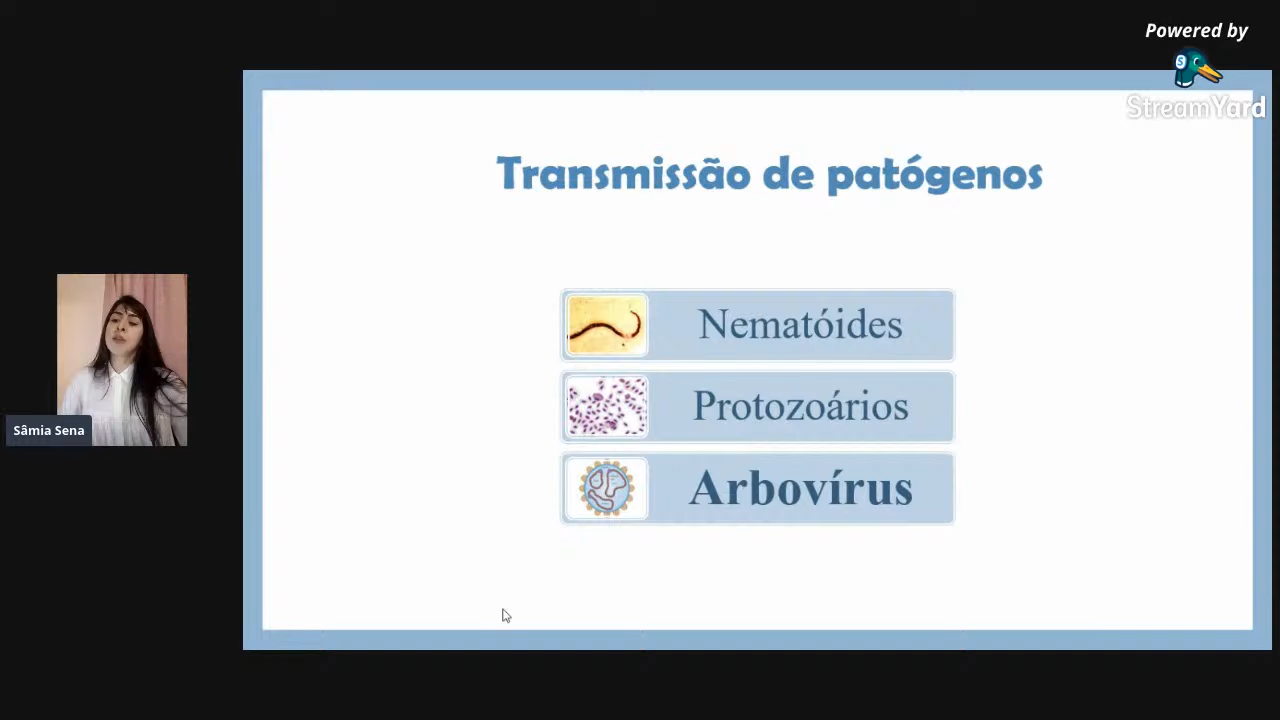 Powered by
StreamYard
Transmissão de patógenos
Nematóides
Protozoários
Arbovírus
Sâmia Sena